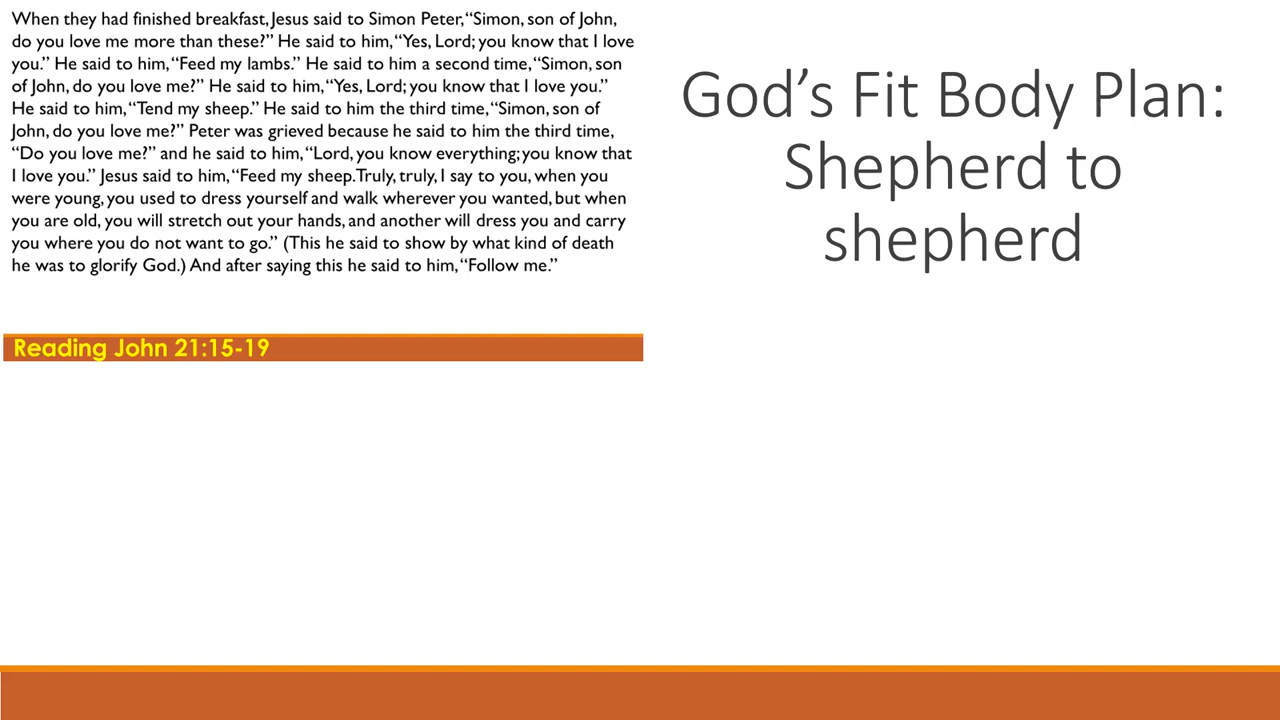 When they had finished breakfast, Jesus said to Simon Peter, “Simon, son of John,
do you love me more than these?” He said to him, “Yes, Lord; you know that I love
you.” He said to him, “Feed my lambs.” He said to him a second time, “Simon, son
of John, do you love me?” He said to him, “Yes, Lord; you know that I love you.”
He said to him, “Tend my sheep.” He said to him the third time, “Simon, son of
John, do you love me?” Peter was grieved because he said to him the third time,
“Do you love me?” and he said to him, “Lord, you know everything; you know that
I love you.” Jesus said to him, “Feed my sheep. Truly, truly, I say to you, when you
were young, you used to dress yourself and walk wherever you wanted, but when
you are old, you will stretch out your hands, and another will dress you and carry
you where you do not want to go.” (This he said to show by what kind of death
he was to glorify God.) And after saying this he said to him, “Follow me.”
Reading John 21:15-19
God’s Fit Body Plan:
Shepherd to
shepherd